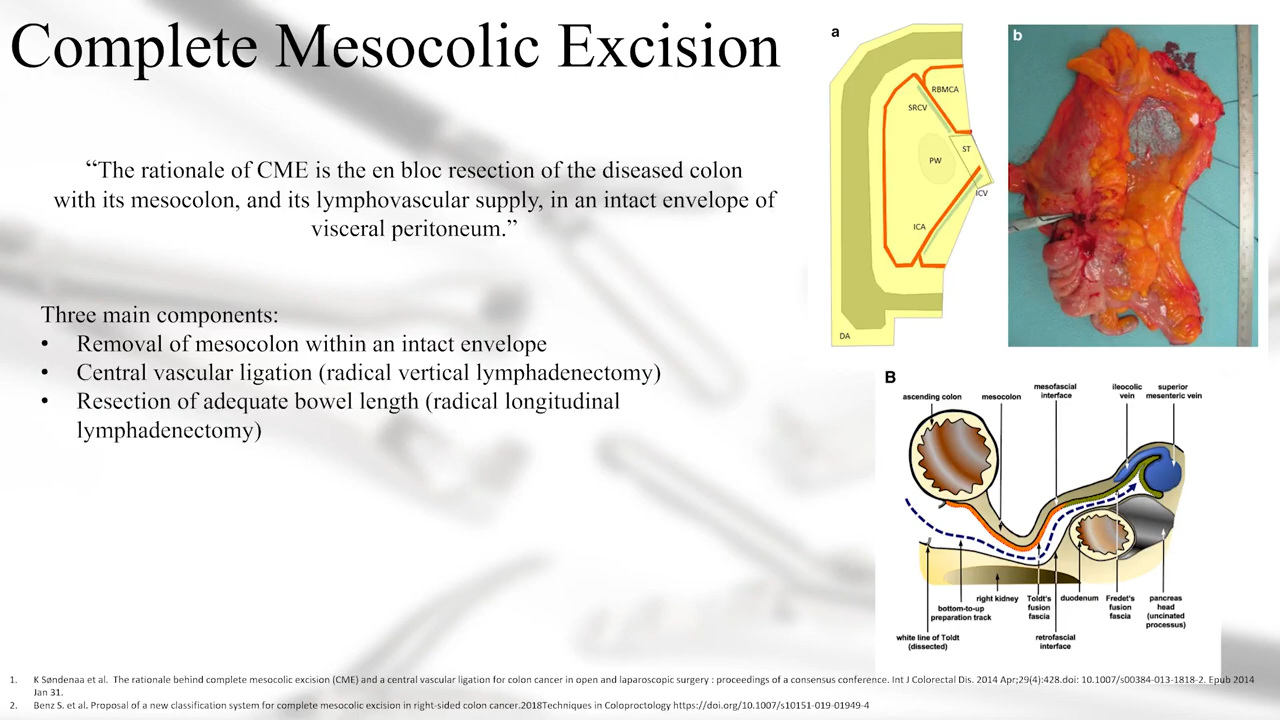 Complete Mesocolic Excision
“The rationale of CME is the en bloc resection of the diseased colon
with its mesocolon, and its lymphovascular supply, in an intact envelope of
visceral peritoneum.”
Three main components:
• Removal of mesocolon within an intact envelope
• Central vascular ligation (radical vertical lymphadenectomy)
• Resection of adequate bowel length (radical longitudinal
lymphadenectomy)
a
RBMCA
SRCV
ST
PW
ICV
ICA
DA
b
B
ascending colon
mesocolon
mesofascial
interface
ileocolic
vein
superior
mesenteric vein
right kidney
bottom-to-up
preparation track
white line of Toldt
(dissected)
Toldt's
fusion
fascia
retrofascial
interface
duodenum
Fredet's
fusion
fascia
pancreas
head
(uncinated
processus)
1. K Søndenaa et al. The rationale behind complete mesocolic excision (CME) and a central vascular ligation for colon cancer in open and laparoscopic surgery : proceedings of a consensus conference. Int J Colorectal Dis. 2014 Apr;29(4):428.doi: 10.1007/s00384-013-1818-2. Epub 2014
Jan 31.
2. Benz S. et al. Proposal of a new classification system for complete mesocolic excision in right-sided colon cancer.2018Techniques in Coloproctology https://doi.org/10.1007/s10151-019-01949-4